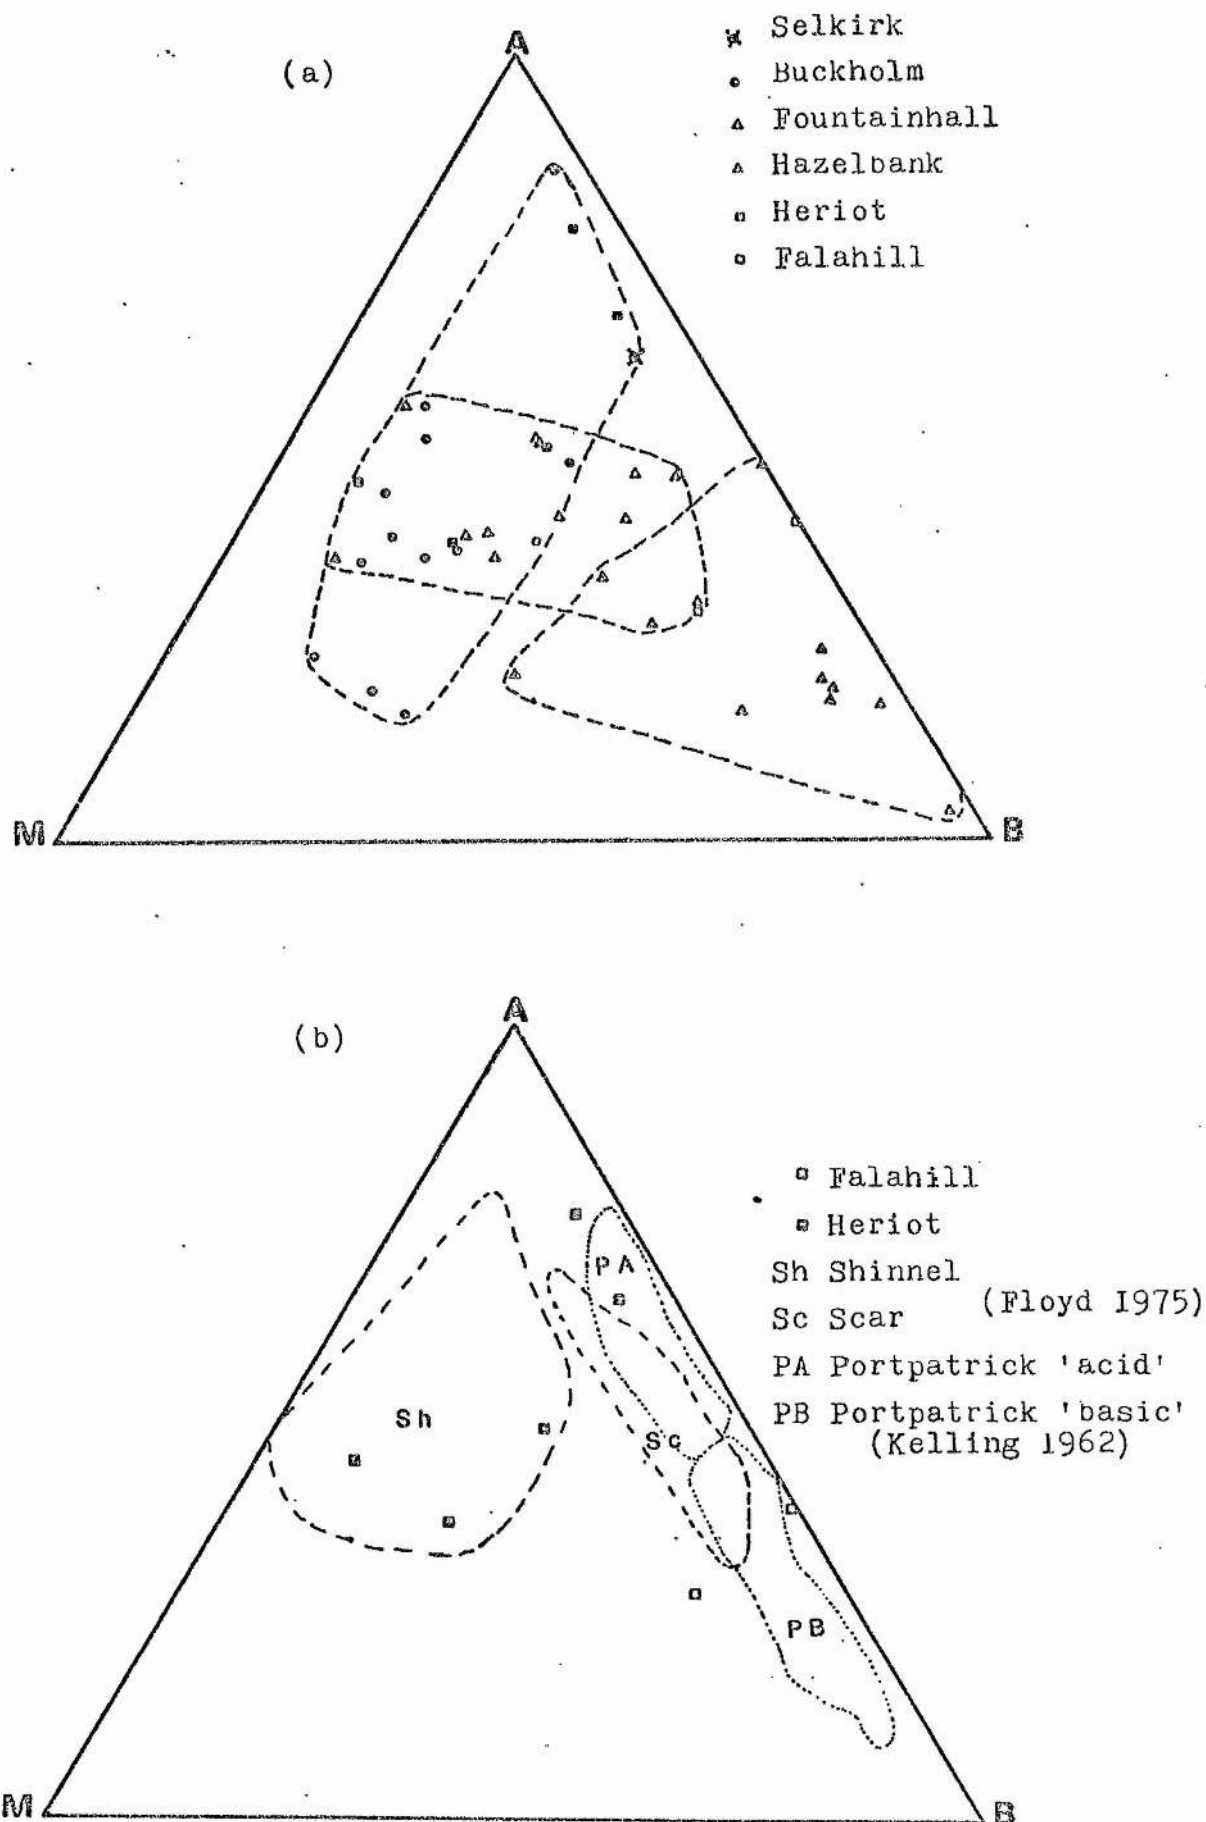 (a)
A
Selkirk
Buckholm
Fountainhall
Hazelbank
Heriot
Falahill
M
B
(b)
A
Falahill
Heriot
Sh Shinnel
(Floyd 1975)
Sc Scar
PA Portpatrick 'acid'
PB Portpatrick 'basic'
(Kelling 1962)
PA
Sh
Sc
PB
M
B